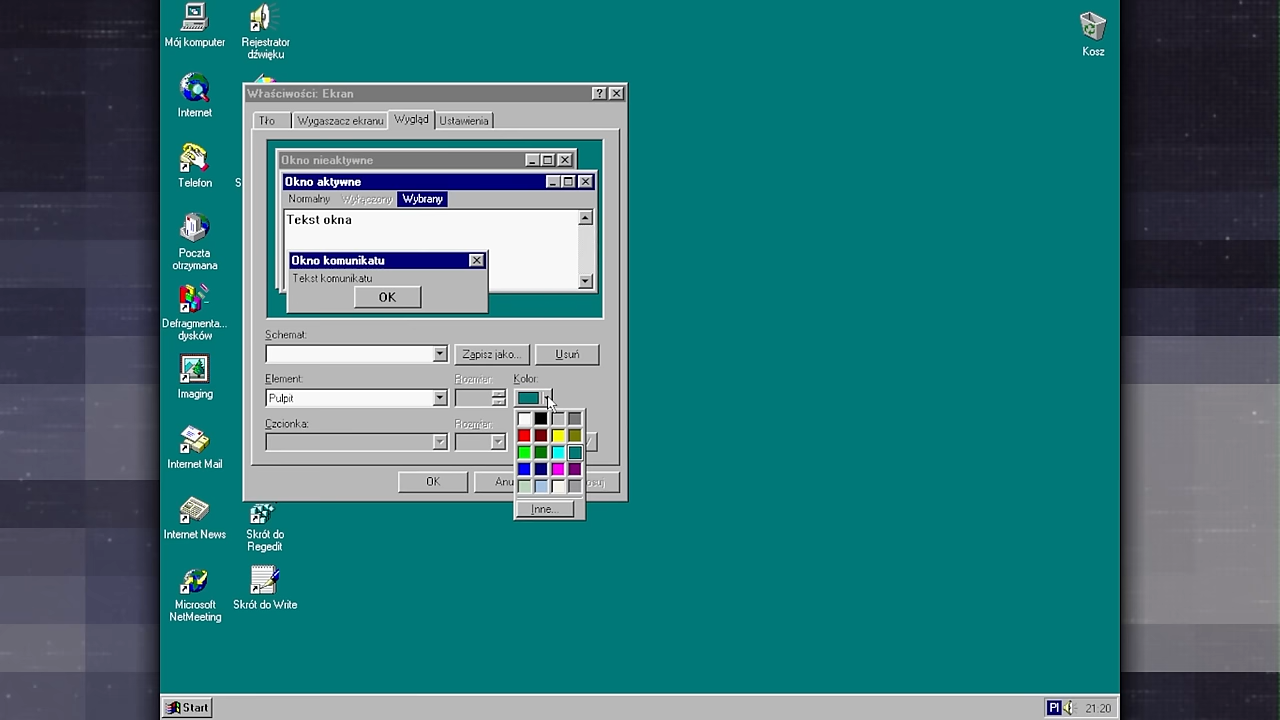 Mój komputer
Rejestrator
dźwięku
Kosz
Internet
Telefon
S
Poczta
otrzymana
Defragmenta...
dysków
Imaging
Internet Mail
Internet News
Skrót do
Regedit
Microsoft
NetMeeting
Skrót do Write
Właściwości: Ekran
Tło
Wygaszacz ekranu
Wygląd
Ustawienia
Okno nieaktywne
Okno aktywne
Normalny Wyłączony Wybrany
Tekst okna
Okno komunikatu
Tekst komunikatu
OK
Schemat:
Zapisz jako...
Usuń
Element:
Rozmiar:
Kolor:
Pulpit
Czcionka:
Rozmiar:
OK
Anu
osuj
Inne...
Start
Pl
21:20